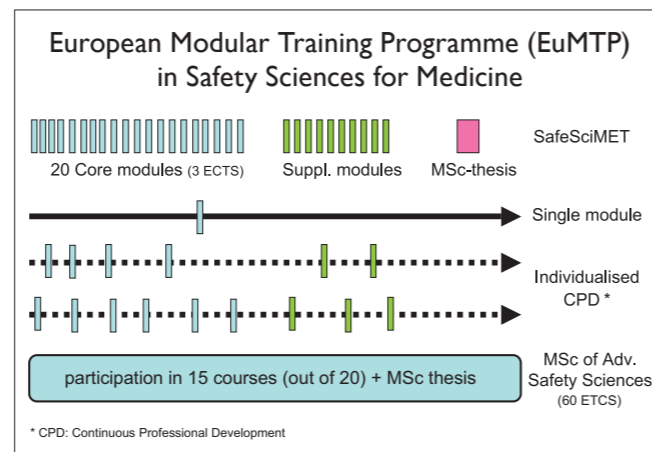 European Modular Training Programme (EuMTP)
in Safety Sciences for Medicine
SafeSciMET
20 Core modules (3 ECTS)
Suppl. modules
MSc-thesis
Single module
Individualised
CPD *
participation in 15 courses (out of 20) + MSc thesis
MSc of Adv.
Safety Sciences
(60 ETCS)
* CPD: Continuous Professional Development